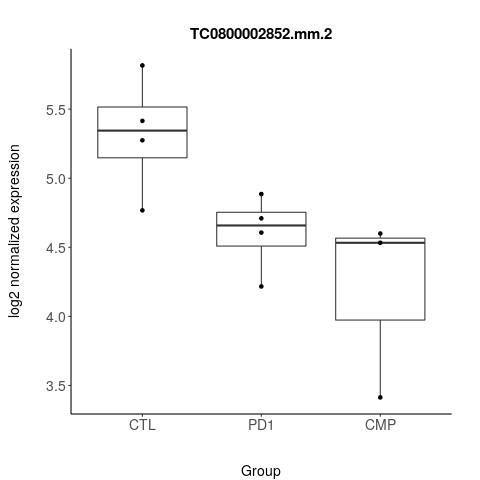 TC0800002852.mm.2
log2 normalized expression
5.5
5.0
4.5
4.0
3.5
CTL PD1 CMP
Group